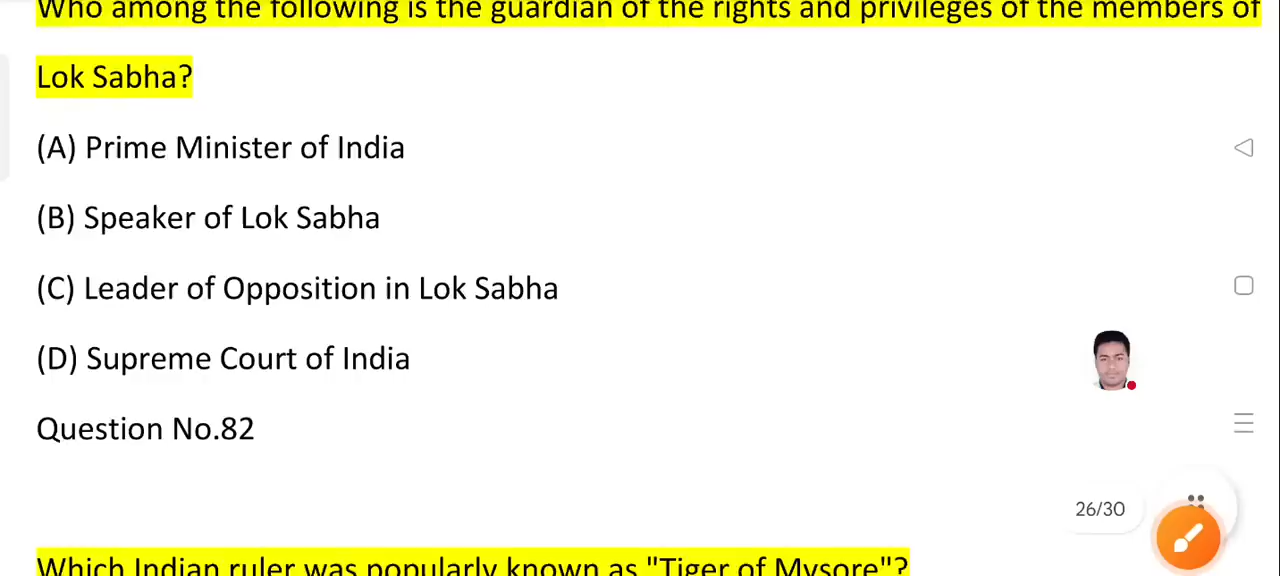 Who among the following is the guardian of the rights and privileges of the members of
Lok Sabha?
(A) Prime Minister of India
(B) Speaker of Lok Sabha
(C) Leader of Opposition in Lok Sabha
(D) Supreme Court of India
Question No.82
26/30
Which Indian ruler was popularly known as "Tiger of Mysore"?